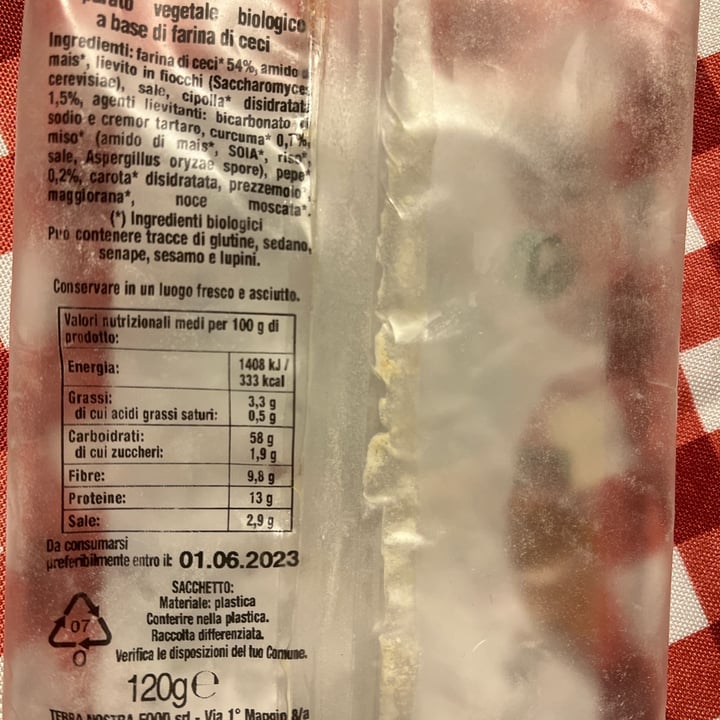 vegetale biologico
a base di farina di ceci
Ingredienti: farina di ceci* 54%, amido
mais*, lievito in fiocchi (Saccharomyces
cerevisiae), sale, cipolla* disidratata
1,5%, agenti lievitanti: bicarbonato di
sodio e cremor tartaro, curcuma* 0,7%,
miso* (amido di mais*, SOIA*, riso*,
sale, Aspergillus oryzae spore), pepe*
0,2%, carota* disidratata, prezzemolo*,
maggiorana*, noce moscata*.
(*) Ingredienti biologici
Può contenere tracce di glutine, sedano,
senape, sesamo e lupini.
Conservare in un luogo fresco e asciutto.
Valori nutrizionali medi per 100 g di
prodotto:
Energia: 1408 kJ /
333 kcal
Grassi: 3,3 g
di cui acidi grassi saturi: 0,5 g
Carboidrati: 58 g
di cui zuccheri: 1,9 g
Fibre: 9,8 g
Proteine: 13 g
Sale: 2,9 g
Da consumarsi
preferibilmente entro il: 01.06.2023
SACCHETTO:
Materiale: plastica
Conferire nella plastica.
Raccolta differenziata.
Verifica le disposizioni del tuo Comune.
07
O
120g e
TERRA NOSTRA FOOD srl - Via 1° Maggio 8/a